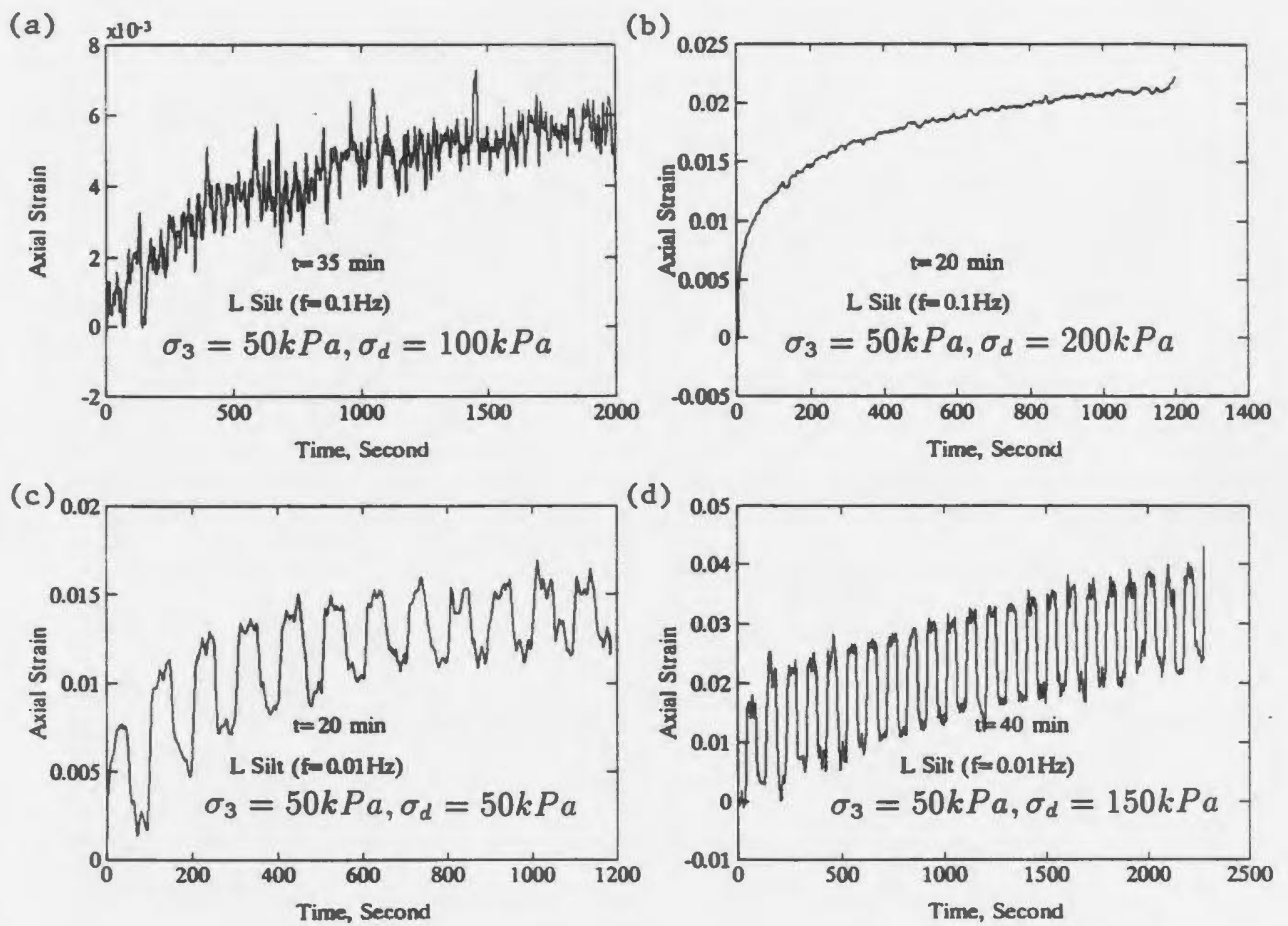 (a)
x10-³
8
6
4
2
0
-2
Axial Strain
0 500 1000 1500 2000
Time, Second
t=35 min
L Silt (f=0.1Hz)
σ₃ = 50kPa, σd = 100kPa
(b)
0.025
0.02
0.015
0.01
0.005
0
-0.005
Axial Strain
0 200 400 600 800 1000 1200 1400
Time, Second
t=20 min
L Silt (f=0.1Hz)
σ₃ = 50kPa, σd = 200kPa
(c)
0.02
0.015
0.01
0.005
0
Axial Strain
0 200 400 600 800 1000 1200
Time, Second
t=20 min
L Silt (f=0.01Hz)
σ₃ = 50kPa, σd = 50kPa
(d)
0.05
0.04
0.03
0.02
0.01
0
-0.01
Axial Strain
0 500 1000 1500 2000 2500
Time, Second
t=40 min
L Silt (f=0.01Hz)
σ₃ = 50kPa, σd = 150kPa